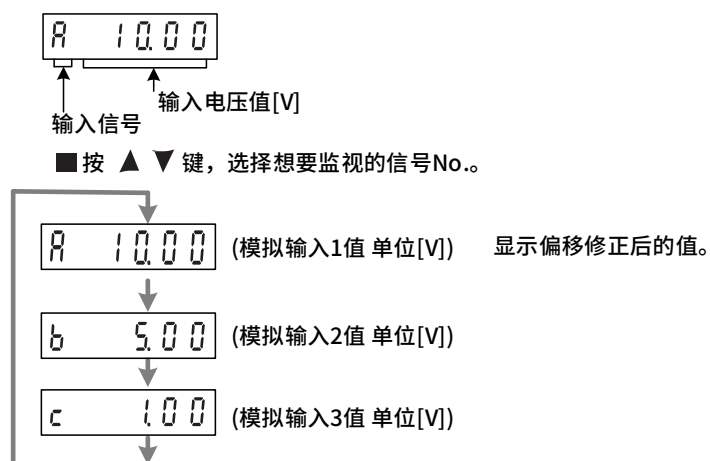 A 10.00
输入电压值[V]
输入信号
■按 ▲ ▼ 键，选择想要监视的信号No.。
A 10.00 (模拟输入1值 单位[V]) 显示偏移修正后的值。
b 5.00 (模拟输入2值 单位[V])
c 1.00 (模拟输入3值 单位[V])